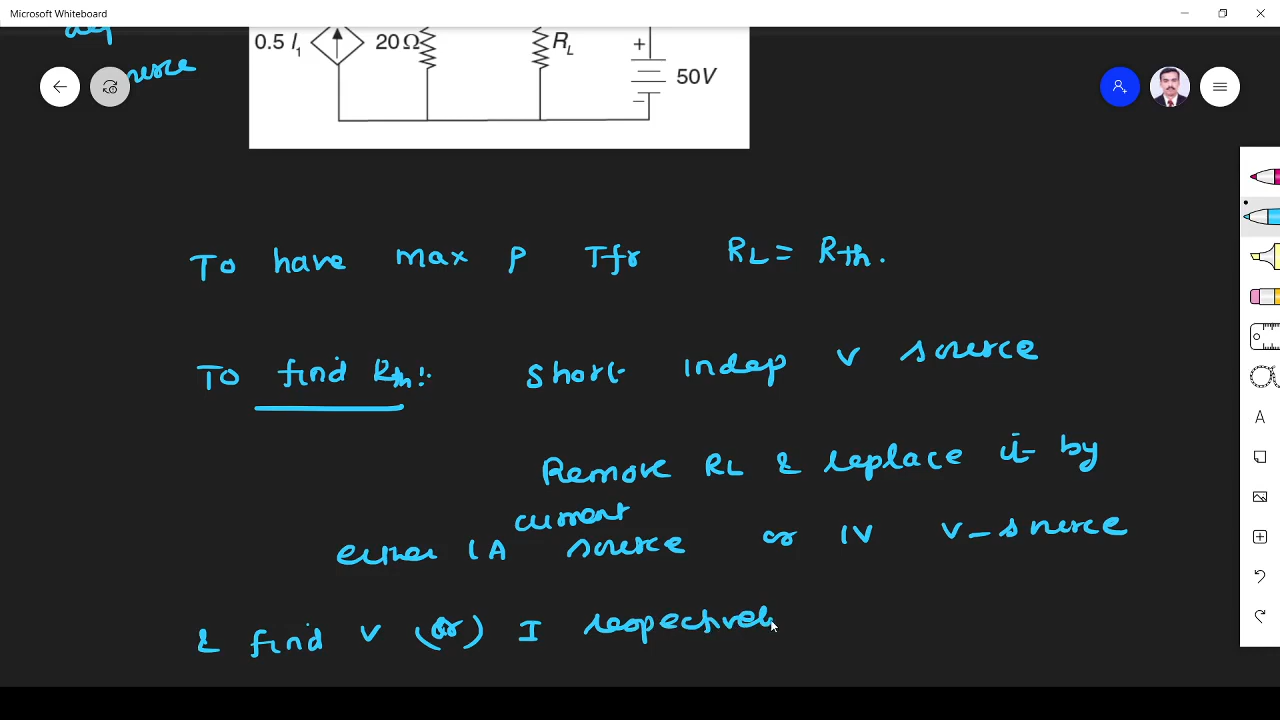 Microsoft Whiteboard
0.5 I1 20Ω RL + 50V −
To have max P Tfr RL = Rth.
To find Rth:. Short Indep V source
Remove RL & replace it by
current
either 1A source or 1V V-source
& find V (or) I respectivel
A